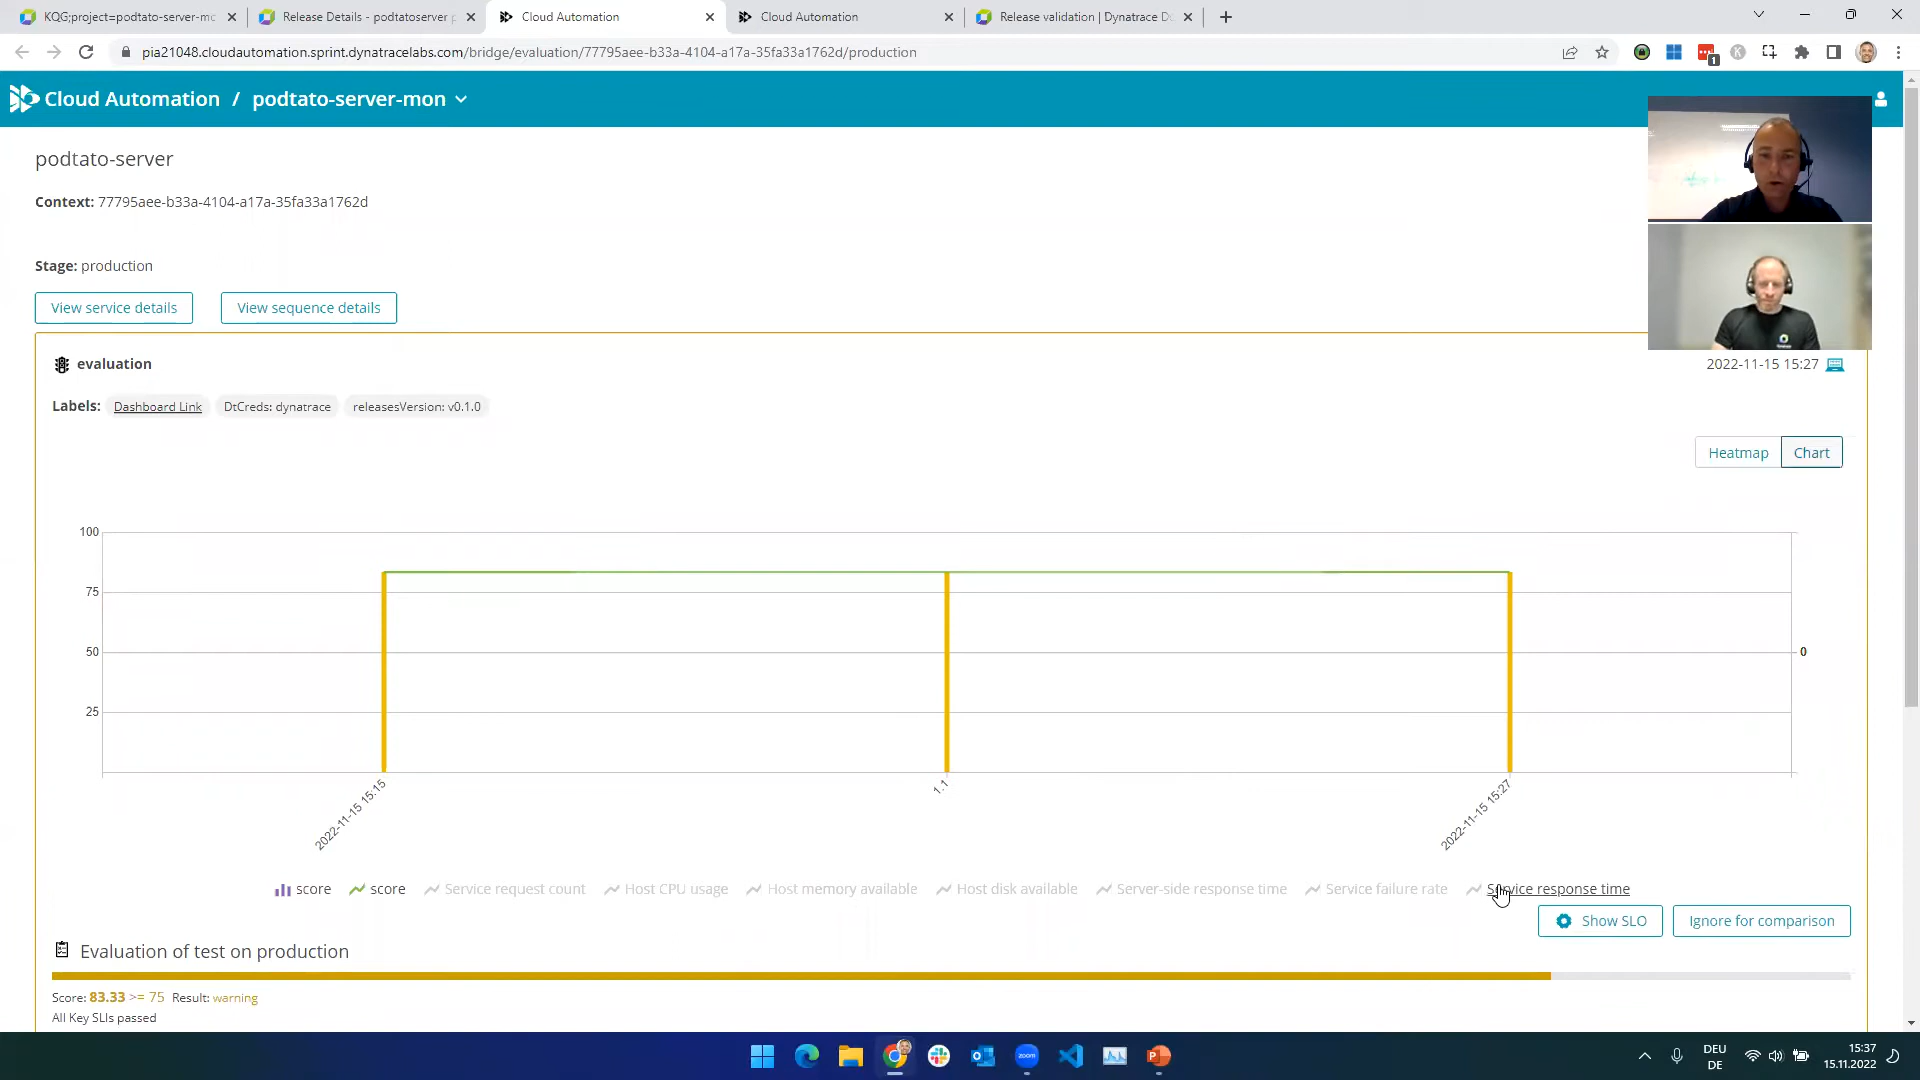 KQG;project=podtato-server-mo
Release Details - podtatoserver p
Cloud Automation
Cloud Automation
Release validation | Dynatrace Do
pia21048.cloudautomation.sprint.dynatracelabs.com/bridge/evaluation/77795aee-b33a-4104-a17a-35fa33a1762d/production
1
Cloud Automation / podtato-server-mon
podtato-server
Context: 77795aee-b33a-4104-a17a-35fa33a1762d
Stage: production
View service details
View sequence details
evaluation
2022-11-15 15:27
Labels: Dashboard Link DtCreds: dynatrace releasesVersion: v0.1.0
Heatmap Chart
100
75
50
25
0
2022-11-15 15:15
1.1
2022-11-15 15:27
score score Service request count Host CPU usage Host memory available Host disk available Server-side response time Service failure rate Service response time
Show SLO
Ignore for comparison
Evaluation of test on production
Score: 83.33 >= 75 Result: warning
All Key SLIs passed
zoom
DEU
DE
15:37
15.11.2022